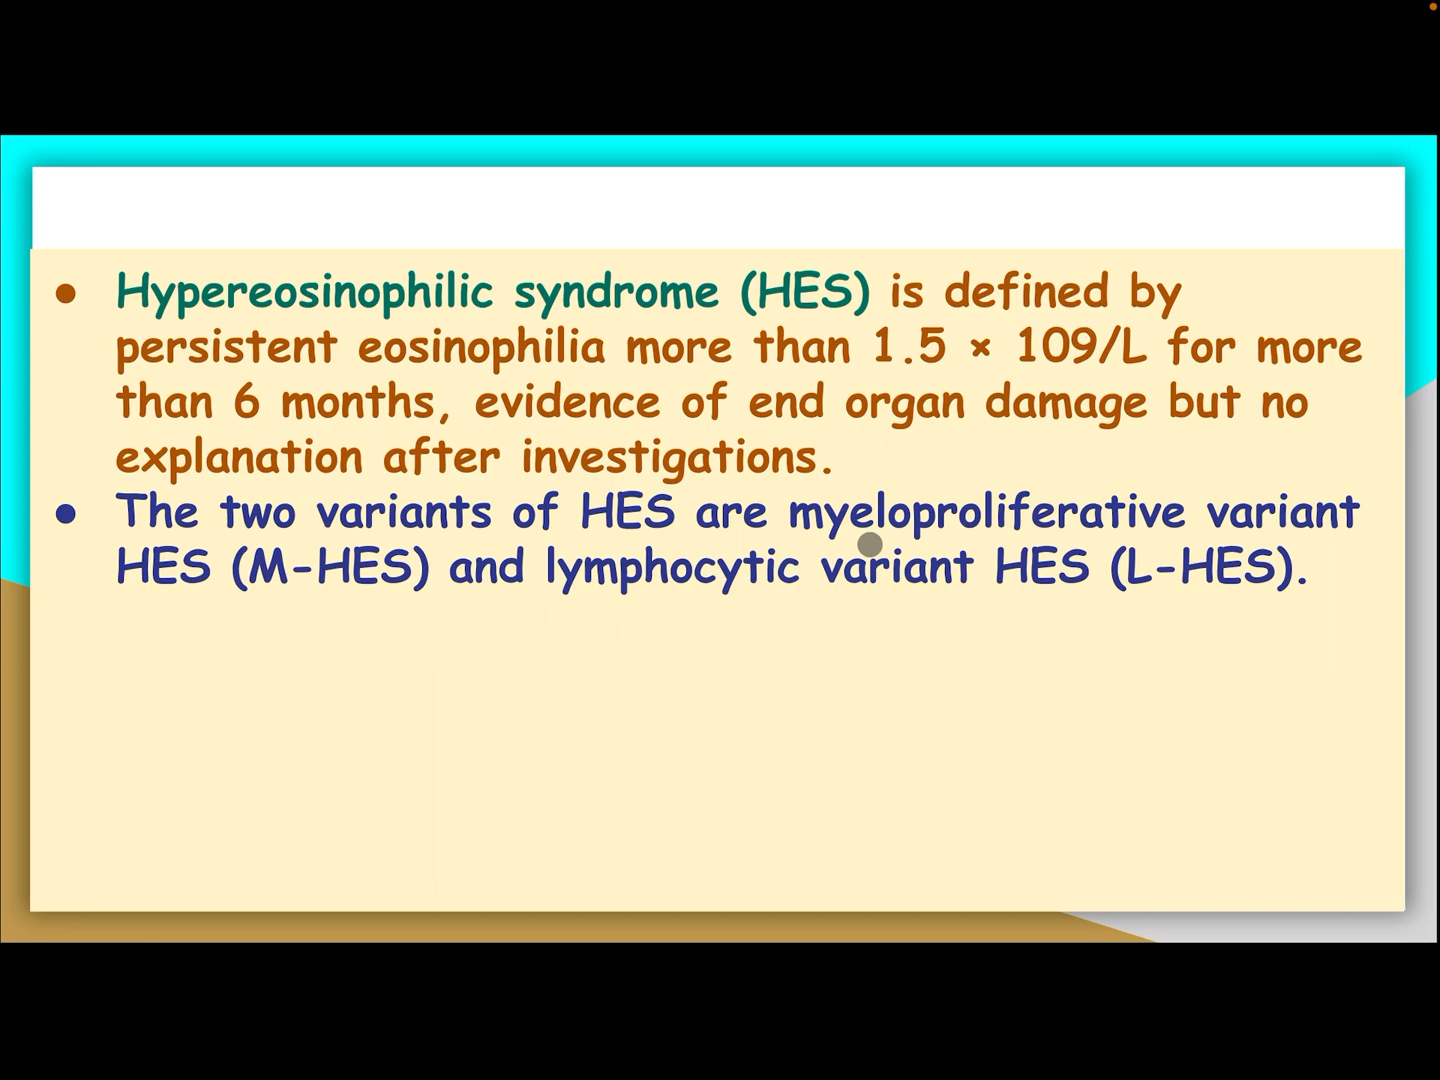 ● Hypereosinophilic syndrome (HES) is defined by
persistent eosinophilia more than 1.5 × 109/L for more
than 6 months, evidence of end organ damage but no
explanation after investigations.
● The two variants of HES are myeloproliferative variant
HES (M-HES) and lymphocytic variant HES (L-HES).